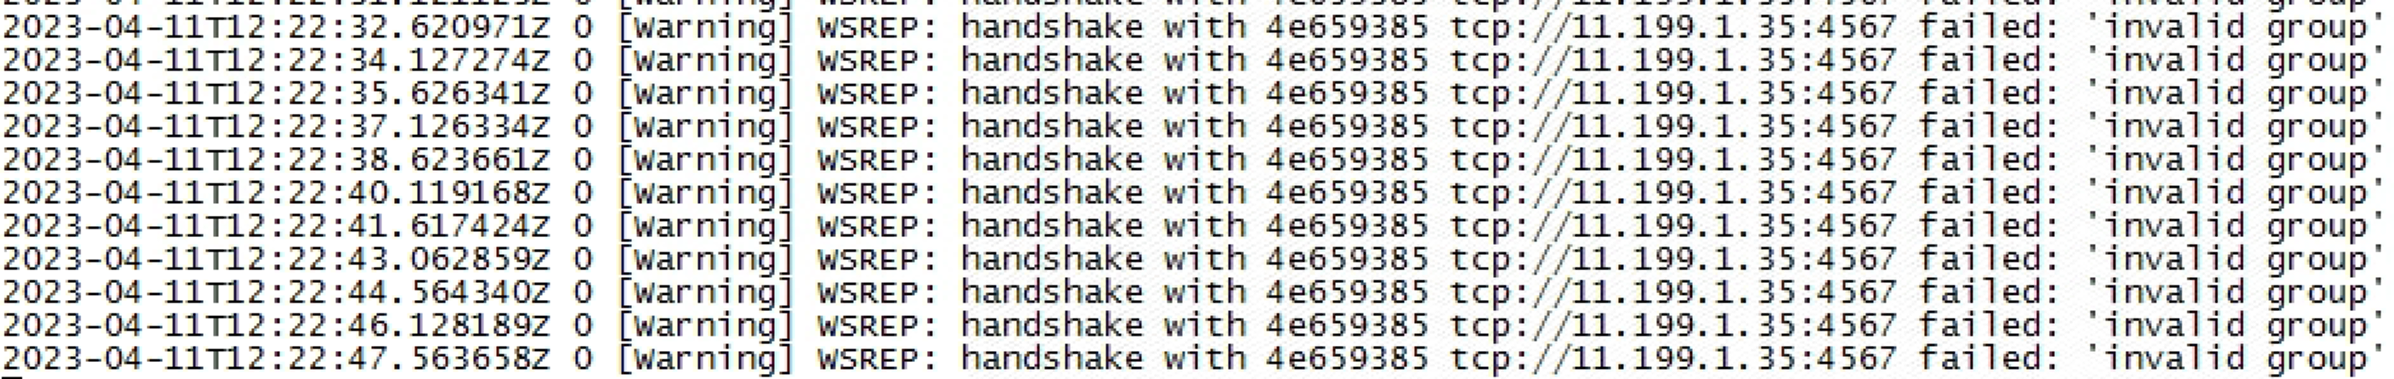 2023-04-11T12:22:32.620971Z 0 [Warning] WSREP: handshake with 4e659385 tcp://11.199.1.35:4567 failed: 'invalid group'
2023-04-11T12:22:34.127274Z 0 [Warning] WSREP: handshake with 4e659385 tcp://11.199.1.35:4567 failed: 'invalid group'
2023-04-11T12:22:35.626341Z 0 [Warning] WSREP: handshake with 4e659385 tcp://11.199.1.35:4567 failed: 'invalid group'
2023-04-11T12:22:37.126334Z 0 [Warning] WSREP: handshake with 4e659385 tcp://11.199.1.35:4567 failed: 'invalid group'
2023-04-11T12:22:38.623661Z 0 [Warning] WSREP: handshake with 4e659385 tcp://11.199.1.35:4567 failed: 'invalid group'
2023-04-11T12:22:40.119168Z 0 [Warning] WSREP: handshake with 4e659385 tcp://11.199.1.35:4567 failed: 'invalid group'
2023-04-11T12:22:41.617424Z 0 [Warning] WSREP: handshake with 4e659385 tcp://11.199.1.35:4567 failed: 'invalid group'
2023-04-11T12:22:43.062859Z 0 [Warning] WSREP: handshake with 4e659385 tcp://11.199.1.35:4567 failed: 'invalid group'
2023-04-11T12:22:44.564340Z 0 [Warning] WSREP: handshake with 4e659385 tcp://11.199.1.35:4567 failed: 'invalid group'
2023-04-11T12:22:46.128189Z 0 [Warning] WSREP: handshake with 4e659385 tcp://11.199.1.35:4567 failed: 'invalid group'
2023-04-11T12:22:47.563658Z 0 [Warning] WSREP: handshake with 4e659385 tcp://11.199.1.35:4567 failed: 'invalid group'